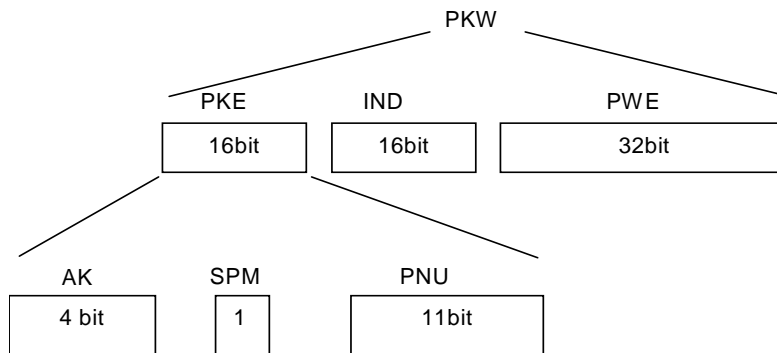 PKW
PKE IND PWE
16bit 16bit 32bit
AK SPM PNU
4 bit 1 11bit